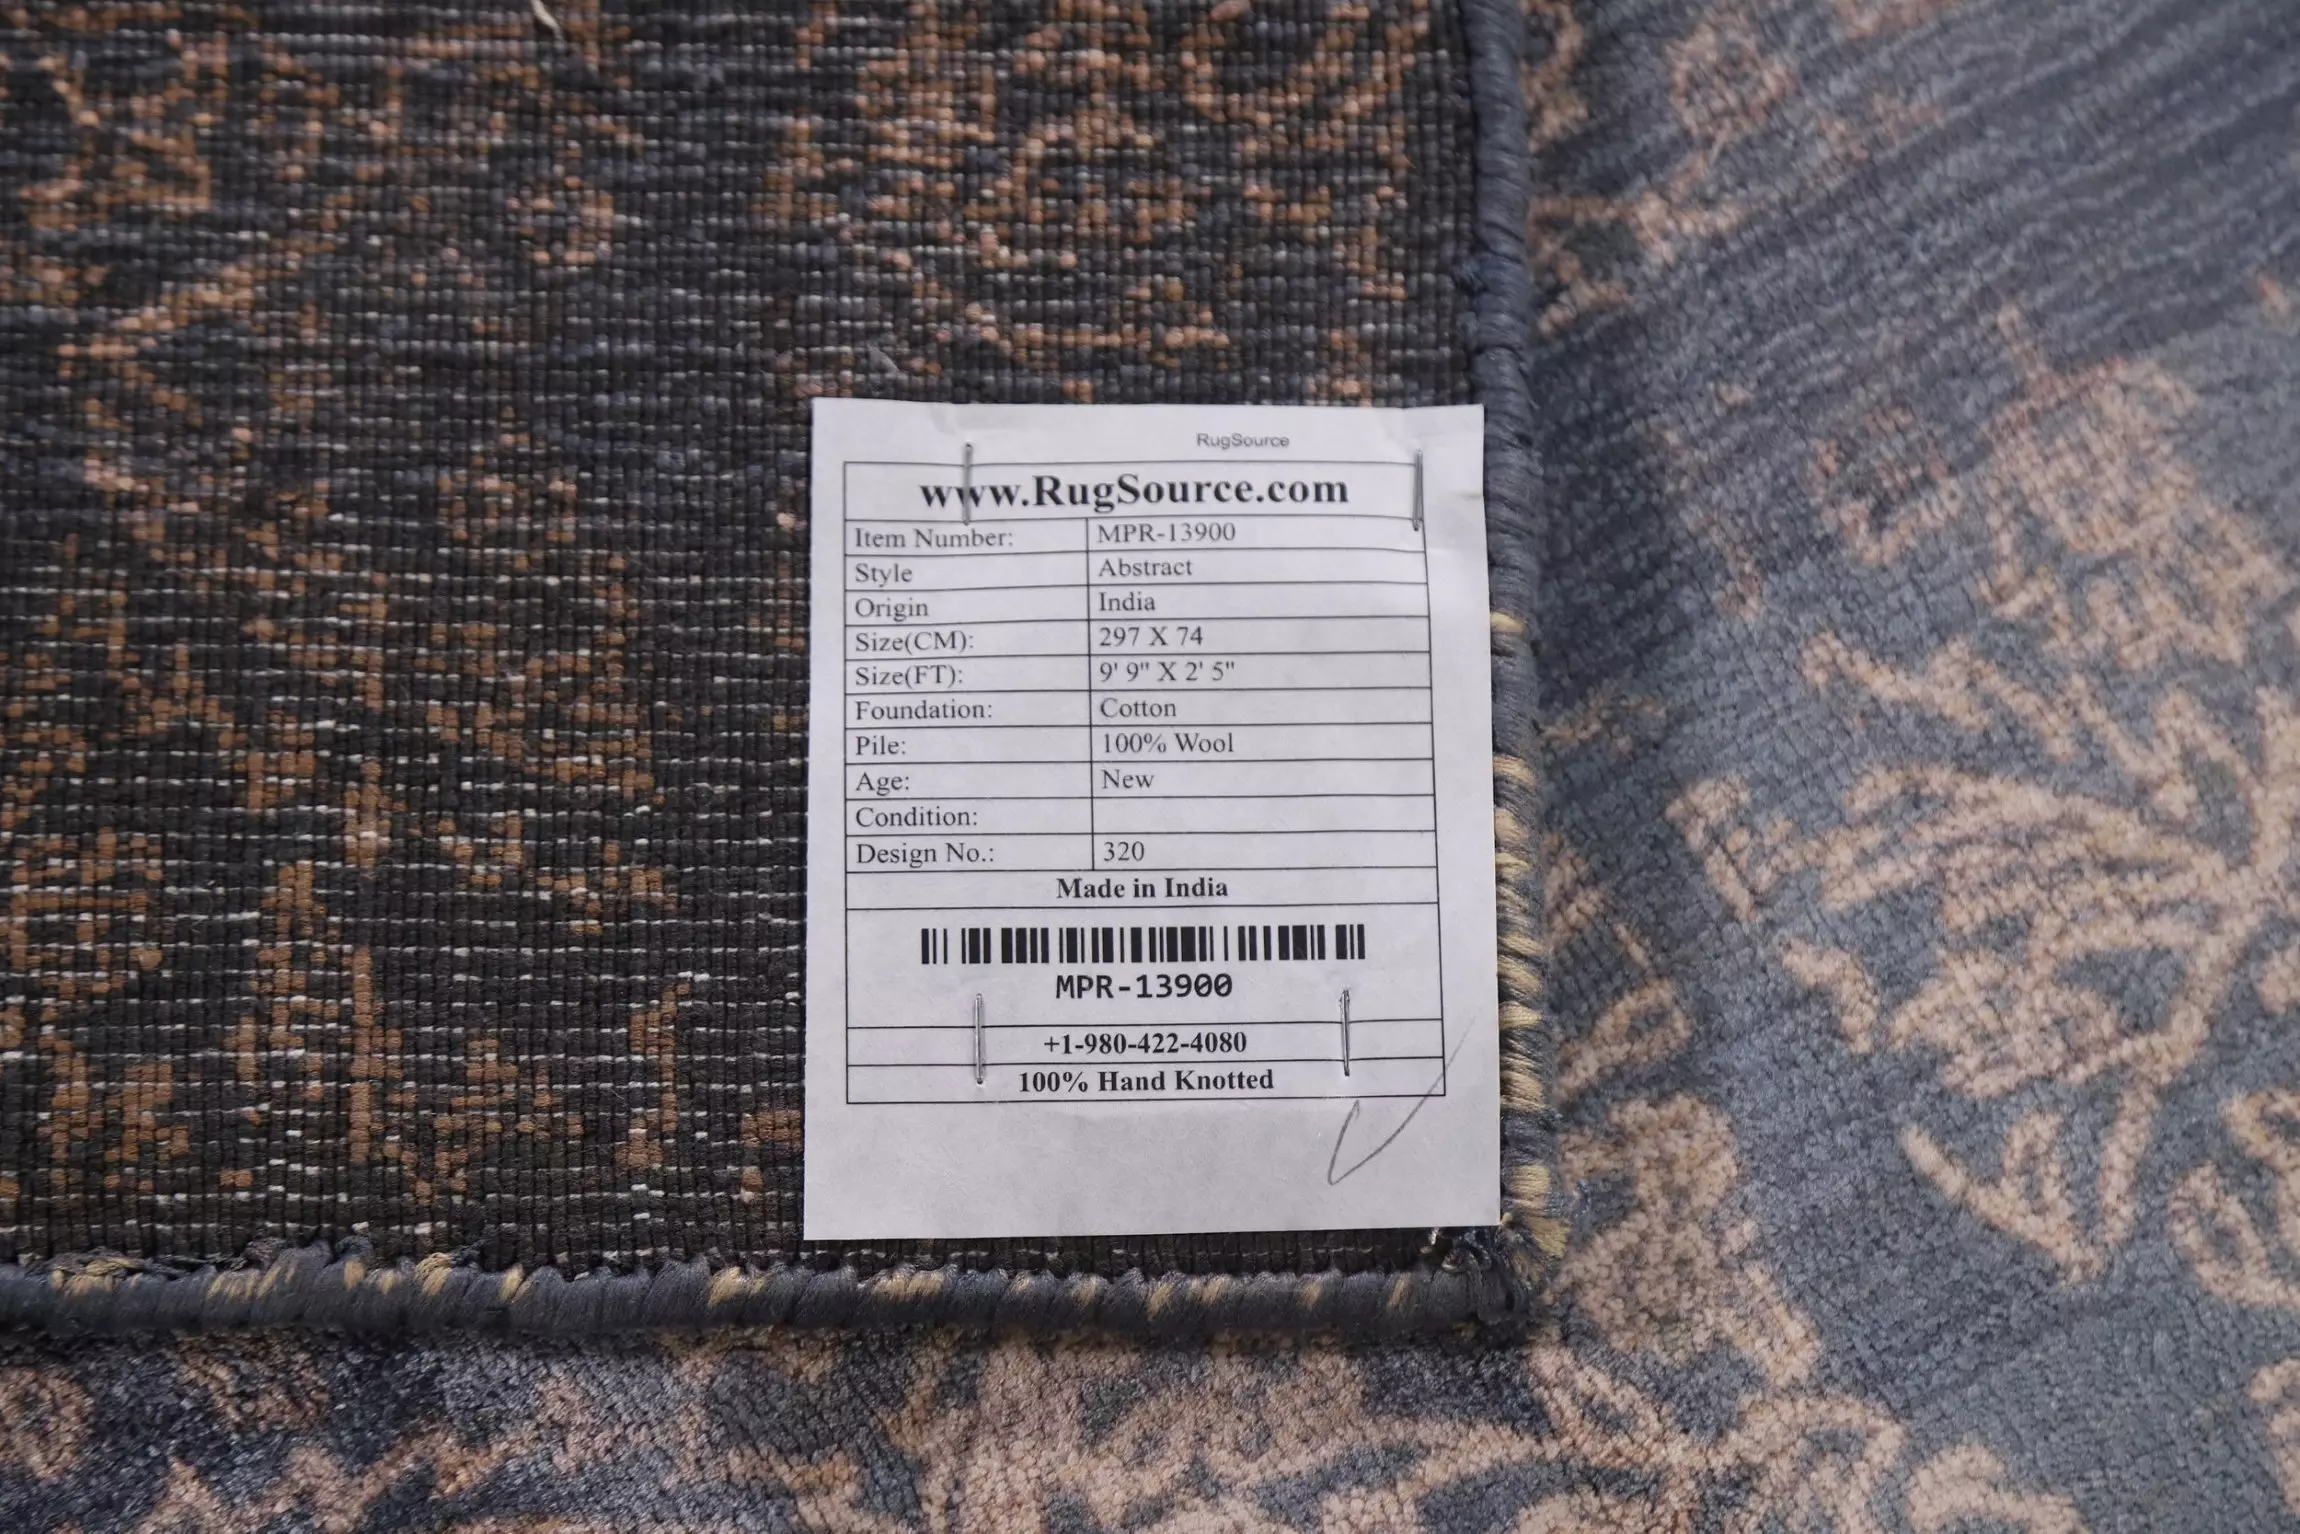 RugSource
www.RugSource.com
Item Number: MPR-13900
Style Abstract
Origin India
Size(CM): 297 X 74
Size(FT): 9' 9" X 2' 5"
Foundation: Cotton
Pile: 100% Wool
Age: New
Condition:
Design No.: 320
Made in India
MPR-13900
+1-980-422-4080
100% Hand Knotted